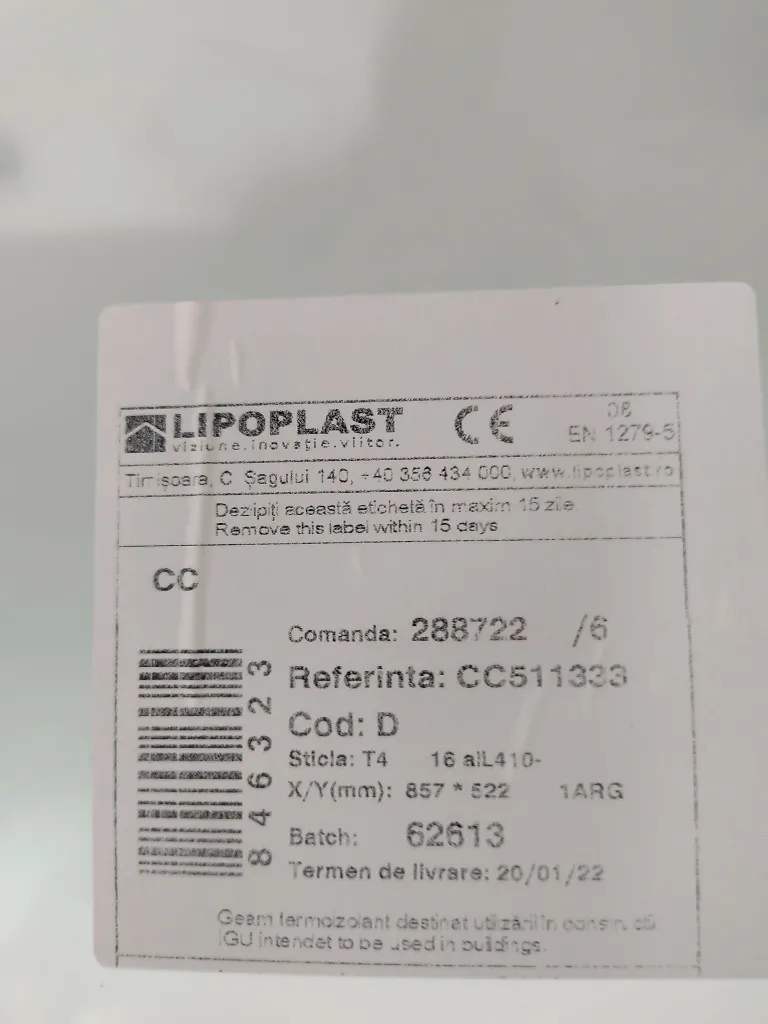 LIPOPLAST CE 08
viziune.inovație.viitor. EN 1279-5
Timișoara, C Șagului 140, +40 356 434 000, www.lipoplast.ro
Dezlipiți această etichetă în maxim 15 zile.
Remove this label within 15 days
CC
Comanda: 288722 /6
Referinta: CC511333
Cod: D
Sticla: T4 16 alL410-
X/Y(mm): 857 * 522 1ARG
Batch: 62613
Termen de livrare: 20/01/22
8463223
Geam termoizolant destinat utilizării în construcții
IGU intendet to be used in buildings.